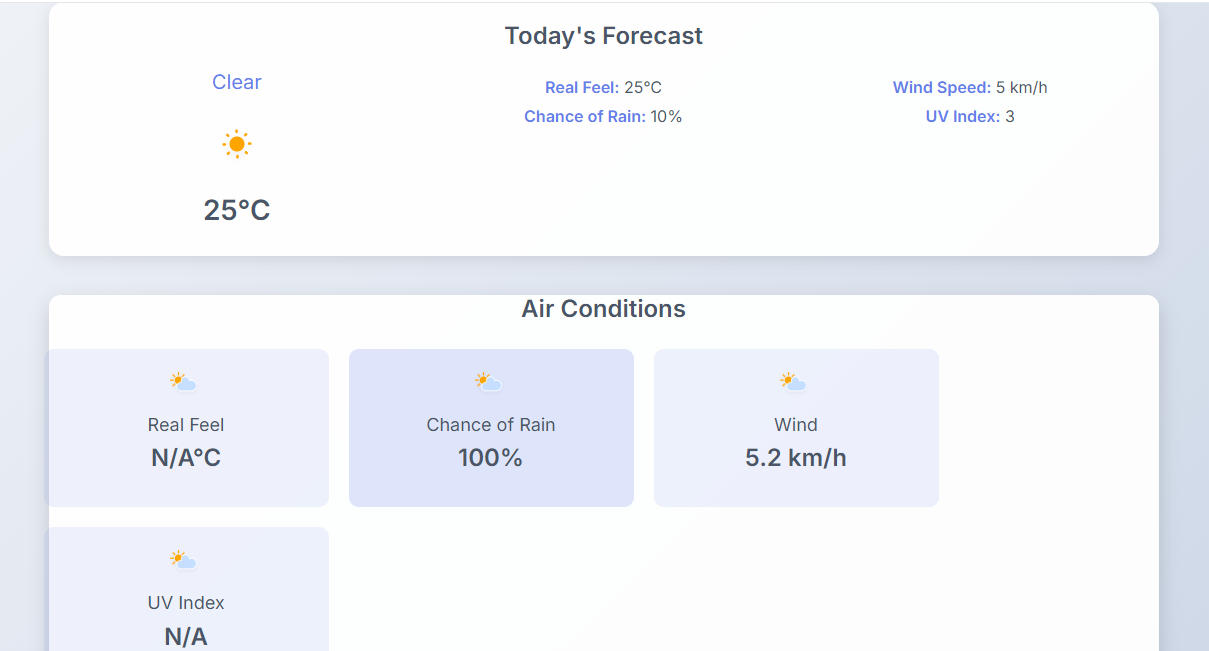 Today's Forecast
Clear
25°C
Real Feel: 25°C
Chance of Rain: 10%
Wind Speed: 5 km/h
UV Index: 3
Air Conditions
Real Feel
N/A°C
Chance of Rain
100%
Wind
5.2 km/h
UV Index
N/A